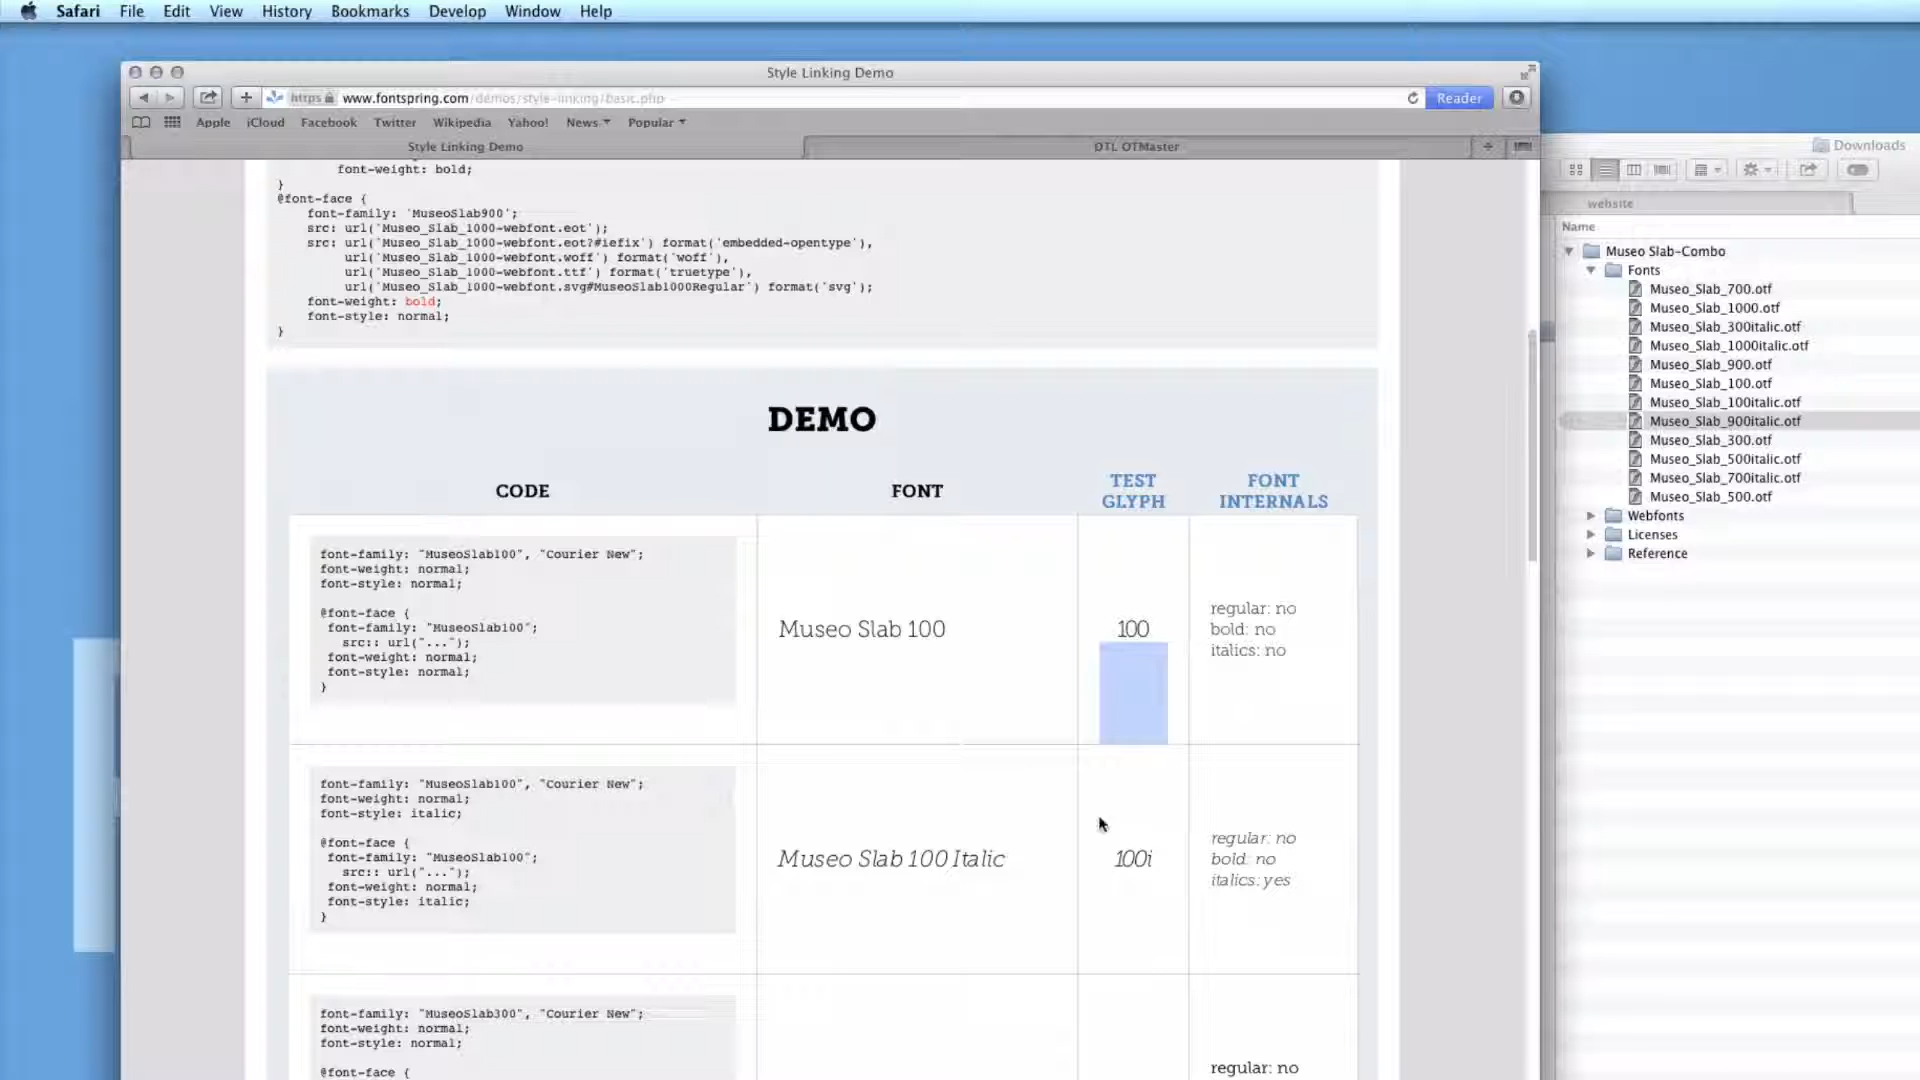 Safari File Edit View History Bookmarks Develop Window Help
Style Linking Demo
https www.fontspring.com/demos/style-linking/basic.php
Reader
Apple iCloud Facebook Twitter Wikipedia Yahoo! News Popular
Style Linking Demo
DTL OTMaster
font-weight: bold;
}
@font-face {
font-family: 'MuseoSlab900';
src: url('Museo_Slab_1000-webfont.eot');
src: url('Museo_Slab_1000-webfont.eot?#iefix') format('embedded-opentype'),
url('Museo_Slab_1000-webfont.woff') format('woff'),
url('Museo_Slab_1000-webfont.ttf') format('truetype'),
url('Museo_Slab_1000-webfont.svg#MuseoSlab1000Regular') format('svg');
font-weight: bold;
font-style: normal;
}
DEMO
CODE
FONT
TEST
GLYPH
FONT
INTERNALS
font-family: "MuseoSlab100", "Courier New";
font-weight: normal;
font-style: normal;
@font-face {
font-family: "MuseoSlab100";
src:: url("...");
font-weight: normal;
font-style: normal;
}
Museo Slab 100
100
regular: no
bold: no
italics: no
font-family: "MuseoSlab100", "Courier New";
font-weight: normal;
font-style: italic;
@font-face {
font-family: "MuseoSlab100";
src:: url("...");
font-weight: normal;
font-style: italic;
}
Museo Slab 100 Italic
100i
regular: no
bold: no
italics: yes
font-family: "MuseoSlab300", "Courier New";
font-weight: normal;
font-style: normal;
@font-face {
regular: no
Downloads
website
Name
Museo Slab-Combo
Fonts
Museo_Slab_700.otf
Museo_Slab_1000.otf
Museo_Slab_300italic.otf
Museo_Slab_1000italic.otf
Museo_Slab_900.otf
Museo_Slab_100.otf
Museo_Slab_100italic.otf
Museo_Slab_900italic.otf
Museo_Slab_300.otf
Museo_Slab_500italic.otf
Museo_Slab_700italic.otf
Museo_Slab_500.otf
Webfonts
Licenses
Reference